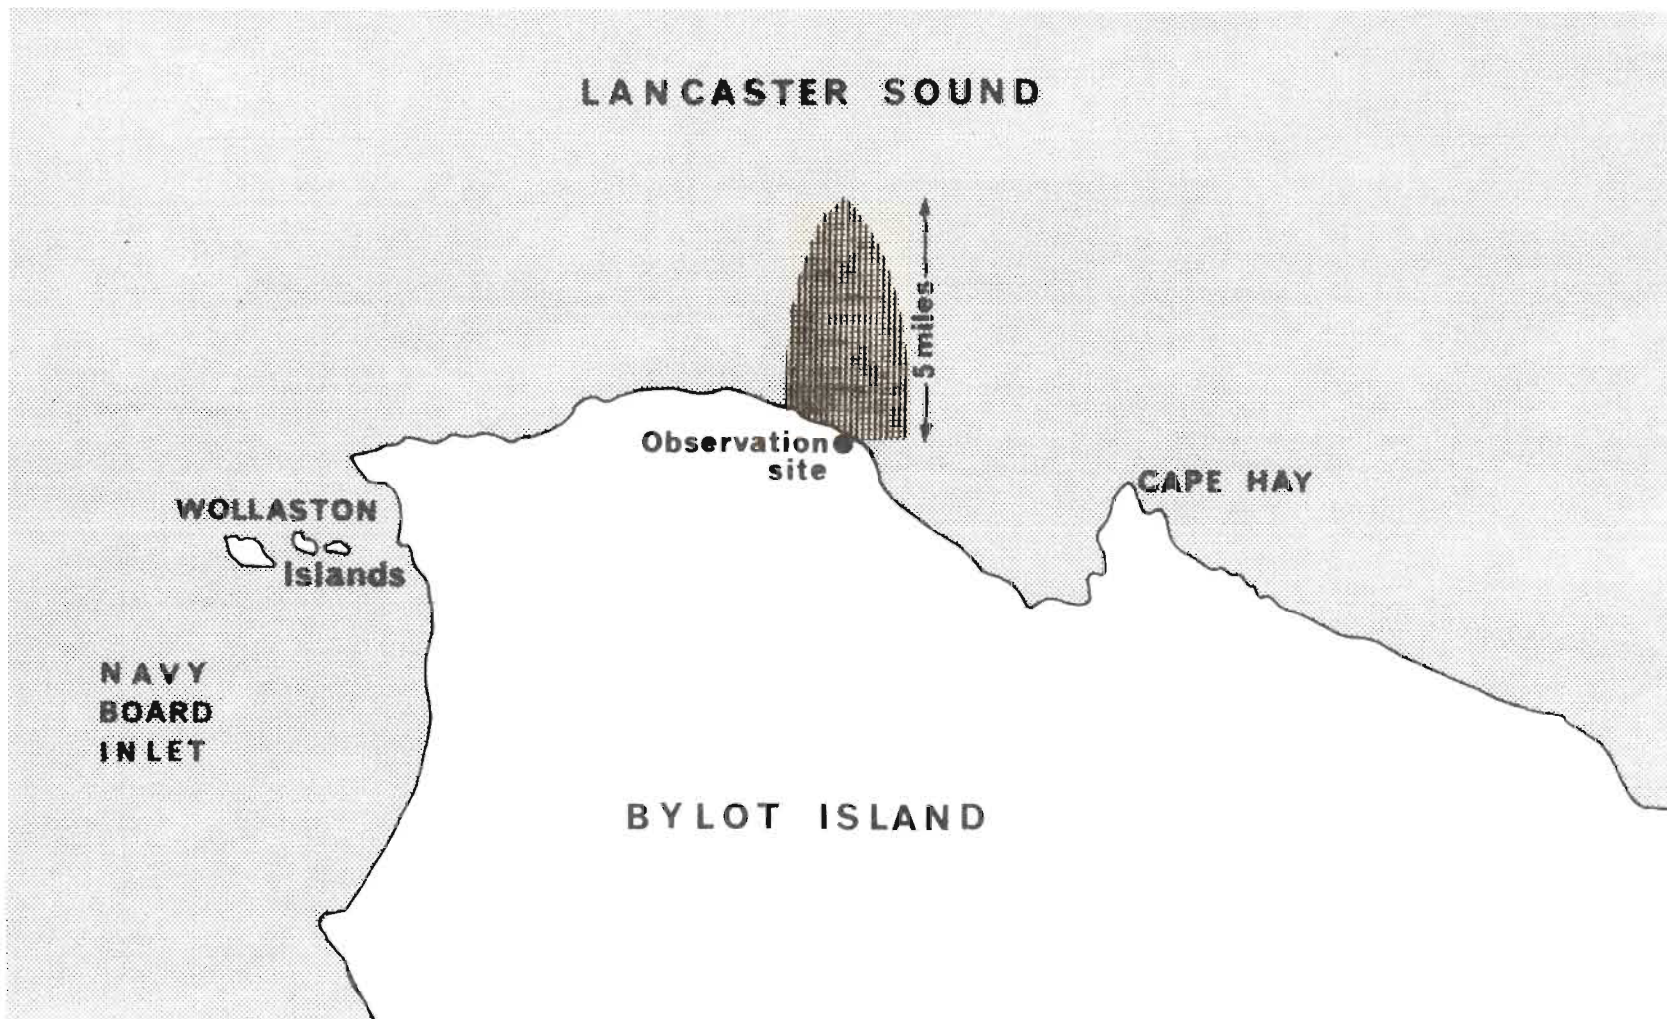 LANCASTER SOUND
5 miles
Observation
site
CAPE HAY
WOLLASTON
Islands
NAVY
BOARD
INLET
BYLOT ISLAND